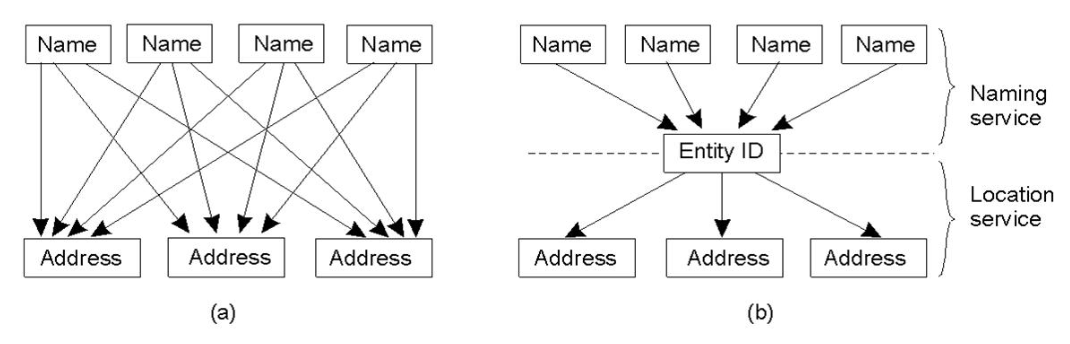 Name Name Name Name
Address Address Address
(a)
Name Name Name Name
Naming
service
Entity ID
Location
service
Address Address Address
(b)